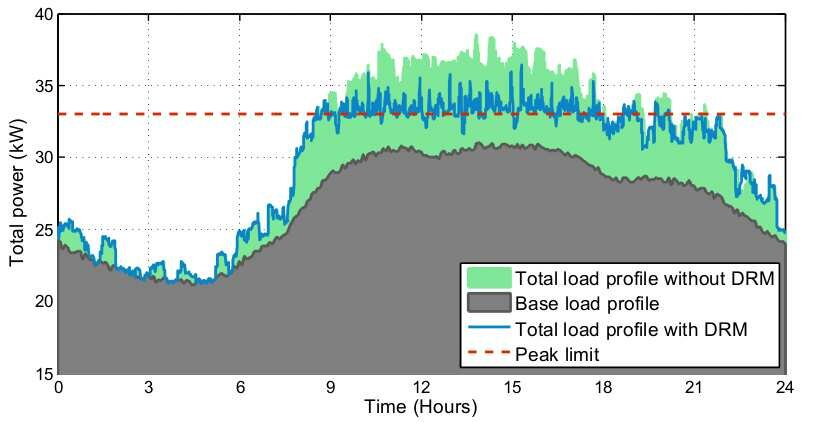 40
35
30
25
20
15
Total power (kW)
0 3 6 9 12 15 18 21 24
Time (Hours)
Total load profile without DRM
Base load profile
Total load profile with DRM
Peak limit